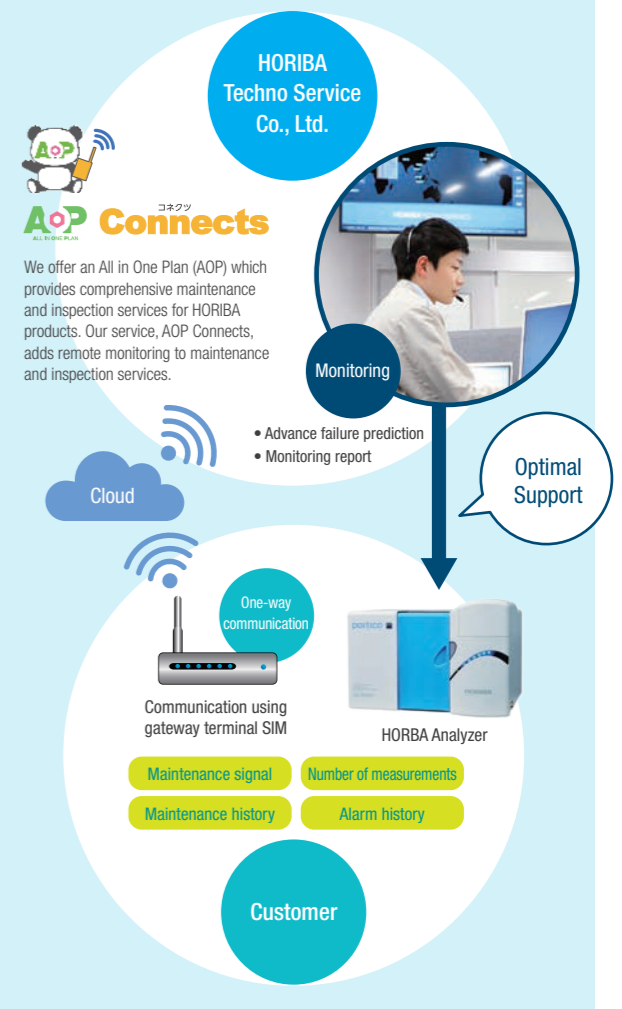 HORIBA
Techno Service
Co., Ltd.
AOP
AOP
ALL IN ONE PLAN
コネクツ
Connects
We offer an All in One Plan (AOP) which
provides comprehensive maintenance
and inspection services for HORIBA
products. Our service, AOP Connects,
adds remote monitoring to maintenance
and inspection services.
Monitoring
• Advance failure prediction
• Monitoring report
Optimal
Support
Cloud
One-way
communication
Communication using
gateway terminal SIM
partica
HORIBA
HORBA Analyzer
Maintenance signal
Number of measurements
Maintenance history
Alarm history
Customer